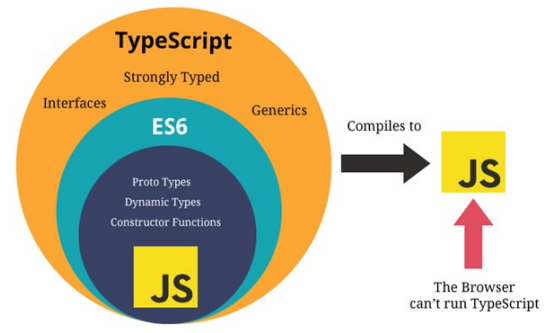 TypeScript
Strongly Typed
Interfaces
Generics
ES6
Proto Types
Dynamic Types
Constructor Functions
JS
Compiles to
JS
The Browser
can't run TypeScript